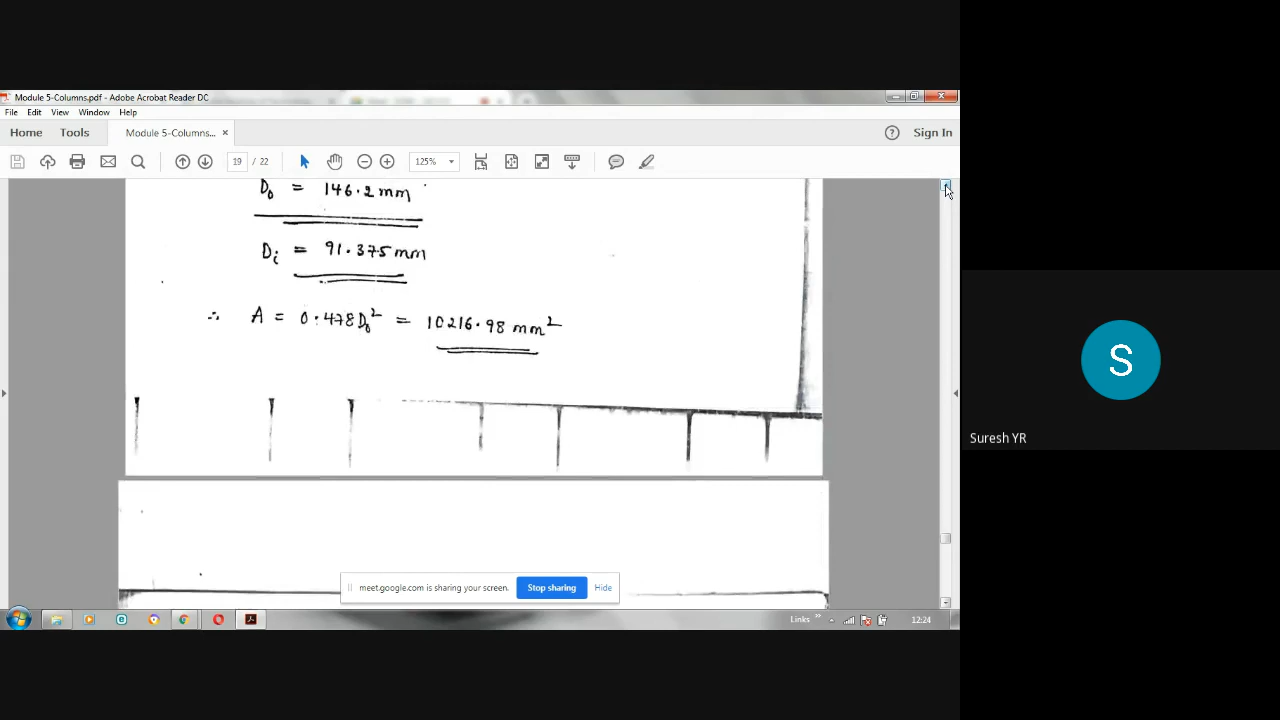 Module 5-Columns.pdf - Adobe Acrobat Reader DC
File Edit View Window Help
Home Tools Module 5-Columns... × Sign In
19 / 22 125%
D₀ = 146.2 mm
Dᵢ = 91.375 mm
∴ A = 0.478D₀² = 10216.98 mm²
S
Suresh YR
meet.google.com is sharing your screen. Stop sharing Hide
Links » 12:24